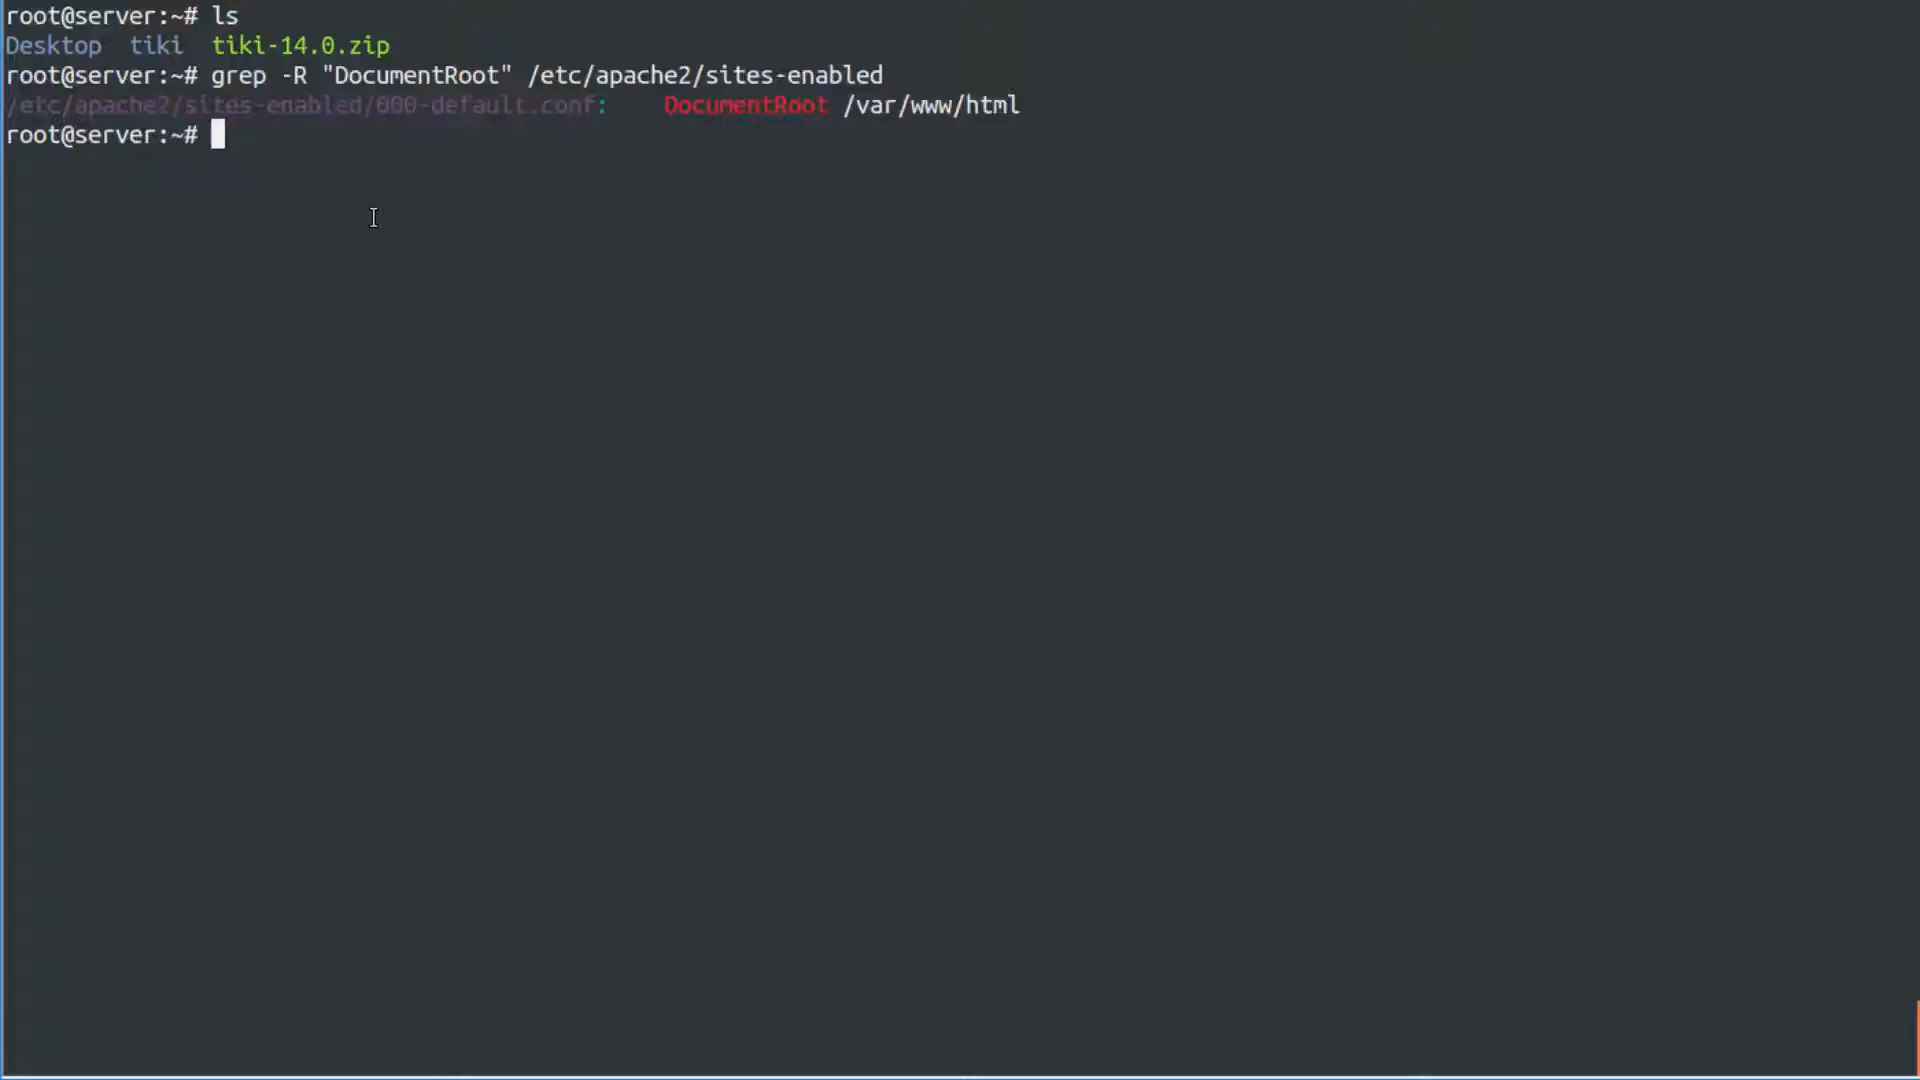 root@server:~# ls
Desktop  tiki  tiki-14.0.zip
root@server:~# grep -R "DocumentRoot" /etc/apache2/sites-enabled
/etc/apache2/sites-enabled/000-default.conf:    DocumentRoot /var/www/html
root@server:~#